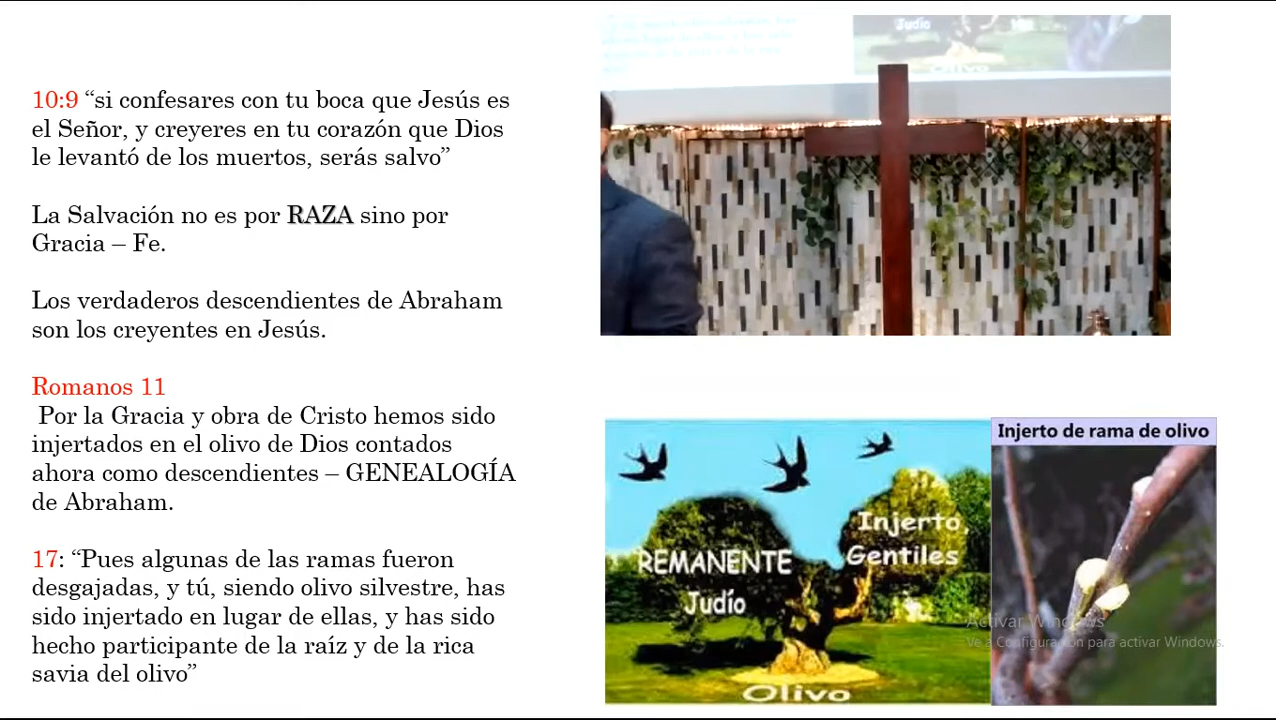 10:9 “si confesares con tu boca que Jesús es
el Señor, y creyeres en tu corazón que Dios
le levantó de los muertos, serás salvo”
La Salvación no es por RAZA sino por
Gracia – Fe.
Los verdaderos descendientes de Abraham
son los creyentes en Jesús.
Romanos 11
Por la Gracia y obra de Cristo hemos sido
injertados en el olivo de Dios contados
ahora como descendientes – GENEALOGÍA
de Abraham.
17: “Pues algunas de las ramas fueron
desgajadas, y tú, siendo olivo silvestre, has
sido injertado en lugar de ellas, y has sido
hecho participante de la raíz y de la rica
savia del olivo”
Judío
Olivo
Injerto,
Gentiles
REMANENTE
Judío
Olivo
Injerto de rama de olivo
Activar Windows
Ve a Configuración para activar Windows.